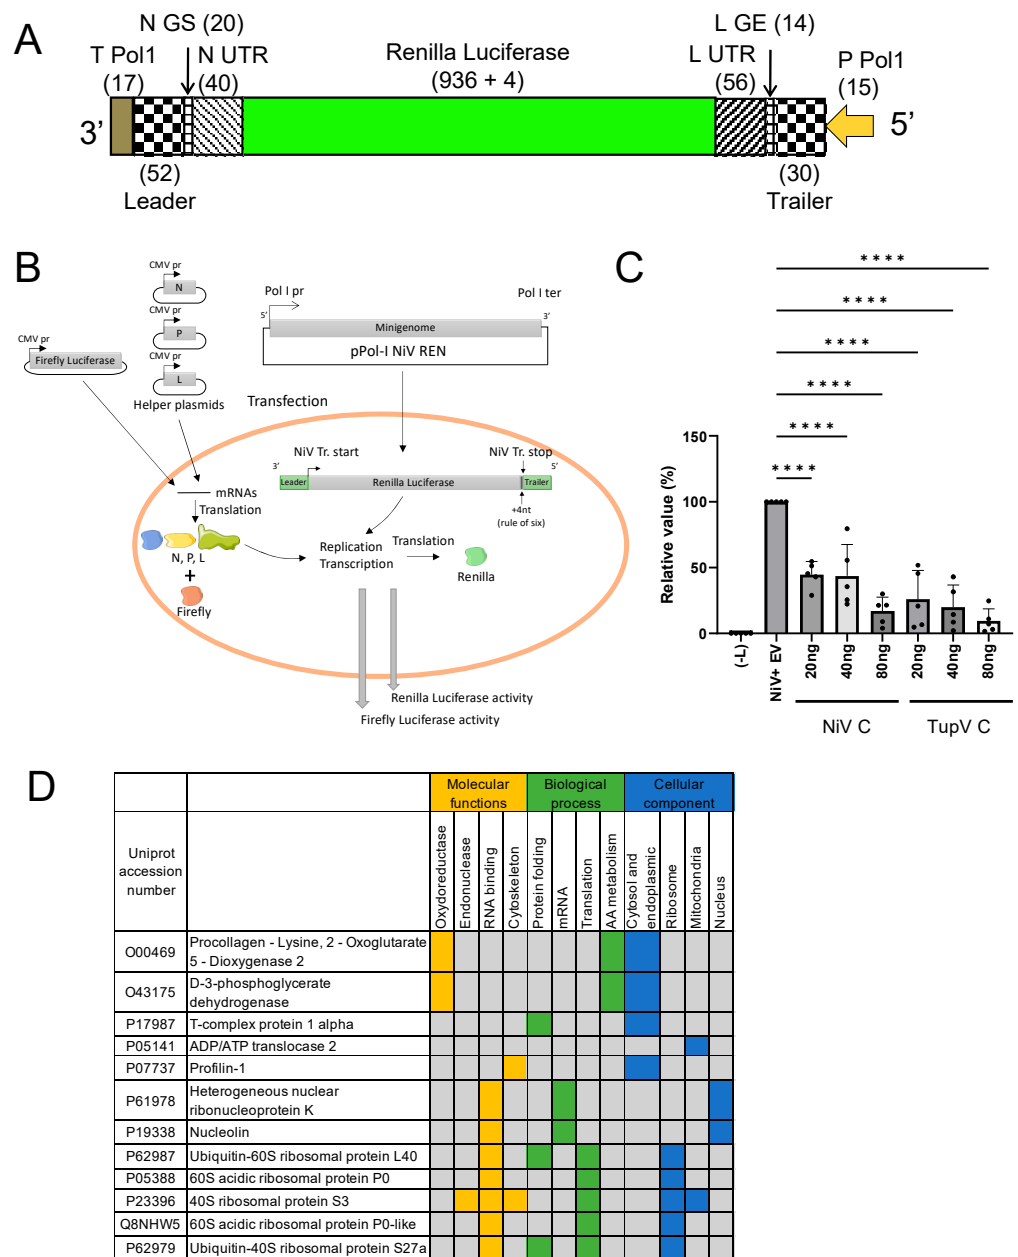 A
N GS (20)
L GE (14)
T Pol1
(17)
N UTR
(40)
Renilla Luciferase
(936 + 4)
L UTR
(56)
P Pol1
(15)
3’
5’
(52)
Leader
(30)
Trailer
B
CMV pr
N
CMV pr
P
CMV pr
L
Helper plasmids
CMV pr
Firefly Luciferase
Pol I pr
Pol I ter
5’
3’
Minigenome
pPol-I NiV REN
Transfection
NiV Tr. start
NiV Tr. stop
3’
5’
Leader
Renilla Luciferase
Trailer
+4nt
(rule of six)
mRNAs
Translation
N, P, L
+
Firefly
Replication
Transcription
Translation
Renilla
Renilla Luciferase activity
Firefly Luciferase activity
C
****
****
****
****
****
****
Relative value (%)
150
100
50
0
(-L)
NiV+ EV
20ng
40ng
80ng
20ng
40ng
80ng
NiV C
TupV C
D
Molecular functions
Biological process
Cellular component
Uniprot accession number
Oxydoreductase
Endonuclease
RNA binding
Cytoskeleton
Protein folding
mRNA
Translation
AA metabolism
Cytosol and endoplasmic
Ribosome
Mitochondria
Nucleus
O00469 Procollagen - Lysine, 2 - Oxoglutarate
5 - Dioxygenase 2
O43175 D-3-phosphoglycerate
dehydrogenase
P17987 T-complex protein 1 alpha
P05141 ADP/ATP translocase 2
P07737 Profilin-1
P61978 Heterogeneous nuclear
ribonucleoprotein K
P19338 Nucleolin
P62987 Ubiquitin-60S ribosomal protein L40
P05388 60S acidic ribosomal protein P0
P23396 40S ribosomal protein S3
Q8NHW5 60S acidic ribosomal protein P0-like
P62979 Ubiquitin-40S ribosomal protein S27a